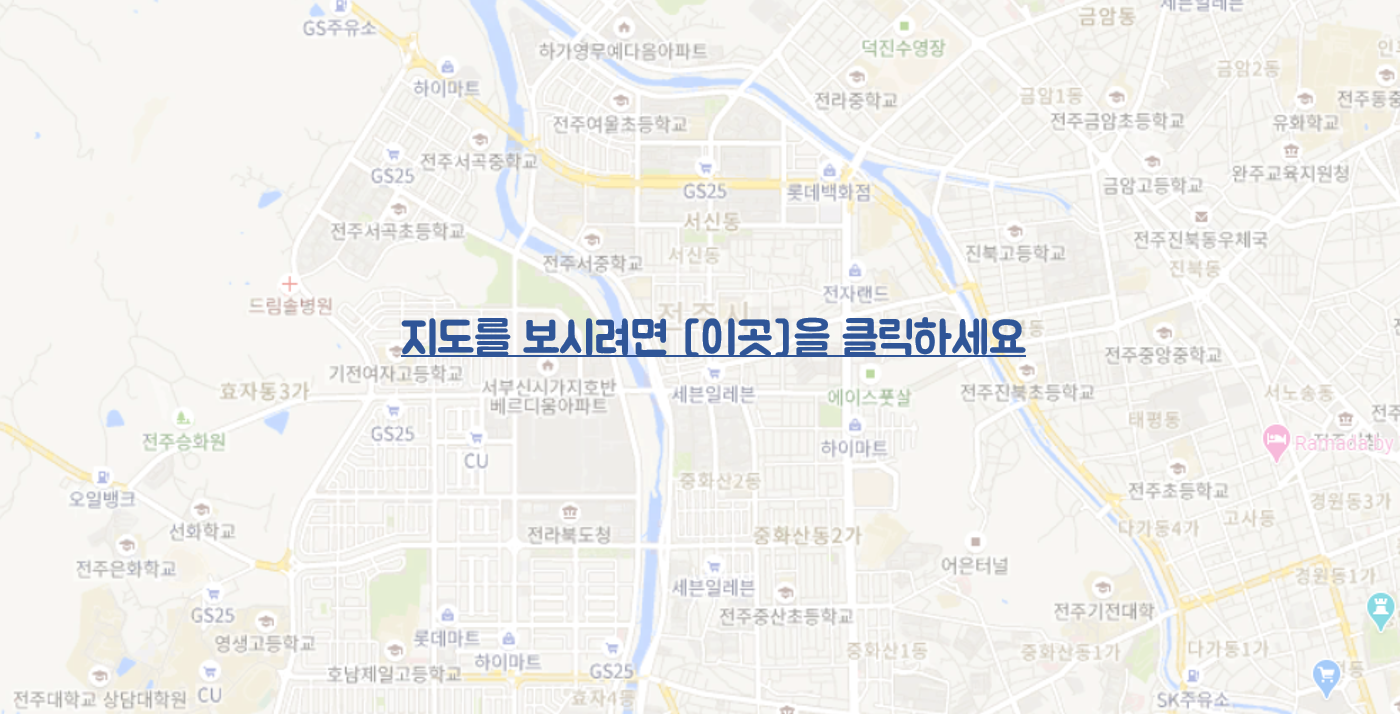 세븐일레븐
금암동
GS주유소
하가영무예다음아파트
덕진수영장
금암2동
하이마트
전라중학교
금암1동
전주동중
전주여울초등학교
전주금암초등학교
유화학교
전주서곡중학교
GS25
GS25
롯데백화점
금암고등학교
완주교육지원청
서신동
전주서곡초등학교
전주진북동우체국
서신동
진북고등학교
전주서중학교
진북동
전자랜드
드림솔병원
전주시
지도를 보시려면 [이곳]을 클릭하세요
전주중앙중학교
기전여자고등학교
효자동3가
서부신시가지호반
베르디움아파트
세븐일레븐
에이스풋살
전주진북초등학교
서노송동
태평동
GS25
전주승화원
하이마트
Ramada by
CU
중화산2동
오일뱅크
전주초등학교
경원동3가
고사동
선화학교
전라북도청
중화산동2가
다가동4가
전주은화학교
어은터널
경원동1가
세븐일레븐
GS25
전주중산초등학교
전주기전대학
영생고등학교
롯데마트
하이마트
중화산1동
중화산동1가
다가동1가
호남제일고등학교
GS25
전주대학교 상담대학원
CU
효자4동
SK주유소